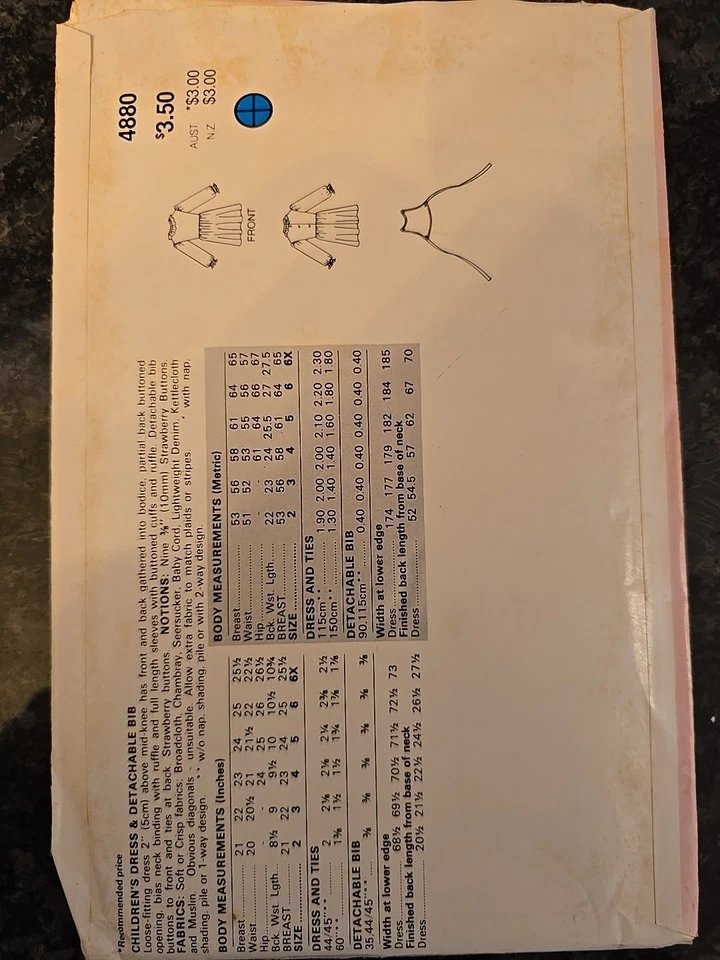 4880
$3.50
AUST. *$3.00
N.Z. $3.00
FRONT
*Recommended price
CHILDREN'S DRESS & DETACHABLE BIB
Loose-fitting dress 2" (5cm) above mid-knee has front and back gathered into bodice, partial back buttoned
opening, bias neck binding with ruffle and full length sleeves with buttoned cuffs and ruffle. Detachable bib
buttons to front and ties at back. Strawberry buttons. NOTIONS: Nine ⅜" (10mm) Strawberry Buttons.
FABRICS: Soft or Crisp fabrics; Broadcloth, Chambray, Seersucker, Baby Cord, Lightweight Denim, Kettlecloth
and Muslin. Obvious diagonals - unsuitable. Allow extra fabric to match plaids or stripes. * with nap.
shading, pile or 1-way design. ** w/o nap. shading, pile or with 2-way design.
BODY MEASUREMENTS (Inches)
Breast 21 22 23 24 25 25½
Waist 20 20½ 21 21½ 22 22½
Hip - - 24 25 26 26½
Bck. Wst. Lgth. 8½ 9 9½ 10 10½ 10¾
BREAST 21 22 23 24 25 25½
SIZE 2 3 4 5 6 6X
DRESS AND TIES
44/45"** 2 2⅛ 2⅛ 2¼ 2⅜ 2½
60"** 1⅜ 1½ 1½ 1¾ 1⅞ 1⅞
DETACHABLE BIB
35,44/45"** ⅜ ⅜ ⅜ ⅜ ⅜ ⅜
Width at lower edge
Dress 68½ 69½ 70½ 71½ 72½ 73
Finished back length from base of neck
Dress 20½ 21½ 22½ 24½ 26½ 27½
BODY MEASUREMENTS (Metric)
Breast 53 56 58 61 64 65
Waist 51 52 53 55 56 57
Hip - - 61 64 66 67
Bck. Wst. Lgth. 22 23 24 25.5 27 27.5
BREAST 53 56 58 61 64 65
SIZE 2 3 4 5 6 6X
DRESS AND TIES
115cm** 1.90 2.00 2.00 2.10 2.20 2.30
150cm** 1.30 1.40 1.40 1.60 1.80 1.80
DETACHABLE BIB
90,115cm** 0.40 0.40 0.40 0.40 0.40 0.40
Width at lower edge
Dress 174 177 179 182 184 185
Finished back length from base of neck
Dress 52 54.5 57 62 67 70